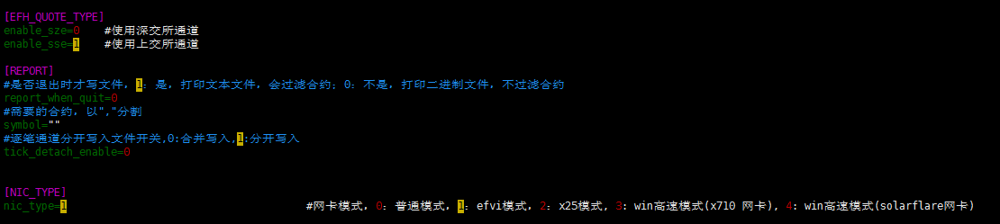 [EFH_QUOTE_TYPE]
enable_sze=0 #使用深交所通道
enable_sse=1 #使用上交所通道
[REPORT]
#是否退出时才写文件, 1: 是, 打印文本文件, 会过滤合约; 0: 不是, 打印二进制文件, 不过滤合约
report_when_quit=0
#需要的合约, 以","分割
symbol=""
#逐笔通道分开写入文件开关,0:合并写入,1:分开写入
tick_detach_enable=0
[NIC_TYPE]
nic_type=1 #网卡模式, 0: 普通模式, 1: efvi模式, 2: x25模式, 3: win高速模式(x710 网卡), 4: win高速模式(solarflare网卡)